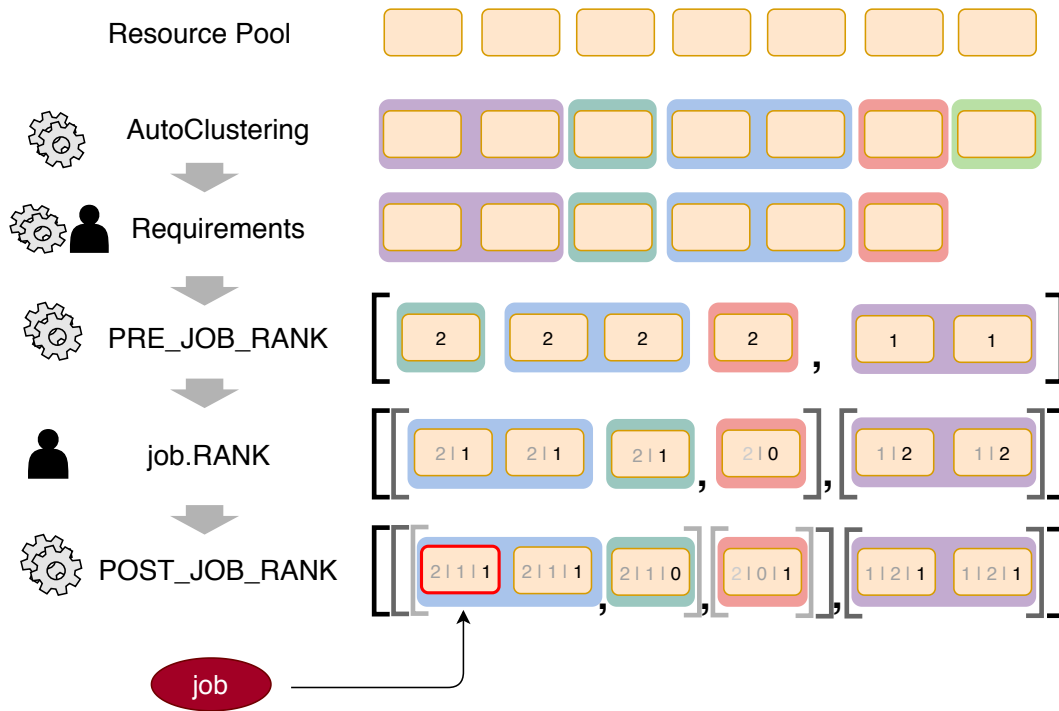 Resource Pool
AutoClustering
Requirements
PRE_JOB_RANK
[ 2 2 2 2 , 1 1 ]
job.RANK
[[ 2|1 2|1 2|1 , 2|0 ] , [ 1|2 1|2 ]]
POST_JOB_RANK
[[[ 2|1|1 2|1|1 , 2|1|0 ] , [ 2|0|1 ]] , [ 1|2|1 1|2|1 ]]
job